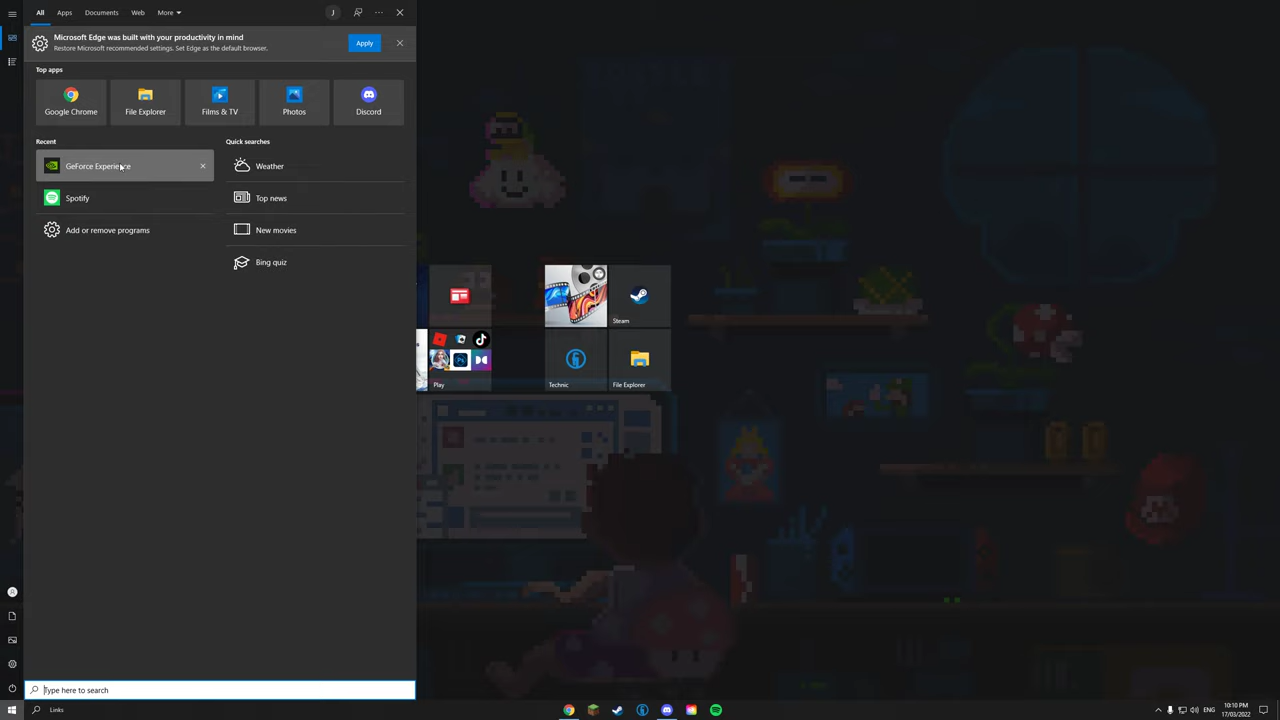 All Apps Documents Web More
J
Microsoft Edge was built with your productivity in mind
Restore Microsoft recommended settings. Set Edge as the default browser.
Apply
Top apps
Google Chrome
File Explorer
Films & TV
Photos
Discord
Recent
GeForce Experience
Spotify
Add or remove programs
Quick searches
Weather
Top news
New movies
Bing quiz
Steam
Play
Technic
File Explorer
Type here to search
Links
ENG
10:10 PM
17/03/2022